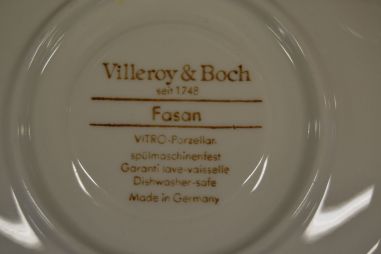 Villeroy & Boch
seit 1748
Fasan
VITRO-Porzellan
spülmaschinenfest
Garanti lave-vaisselle
Dishwasher-safe
Made in Germany